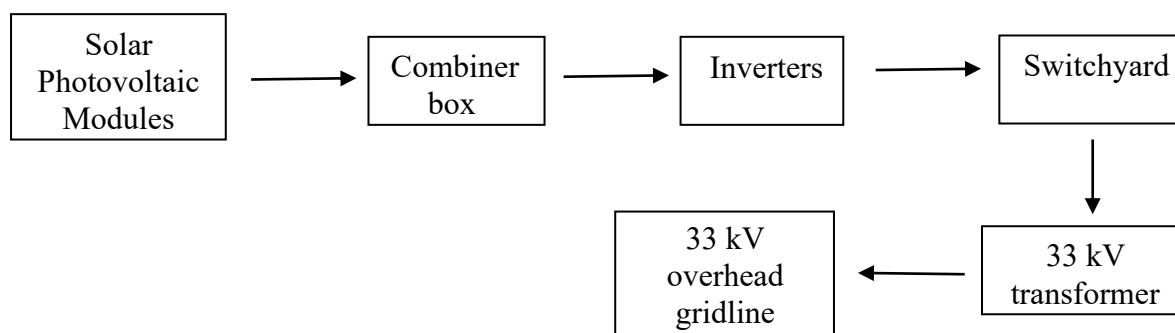 Solar
Photovoltaic
Modules
Combiner
box
Inverters
Switchyard
33 kV
transformer
33 kV
overhead
gridline